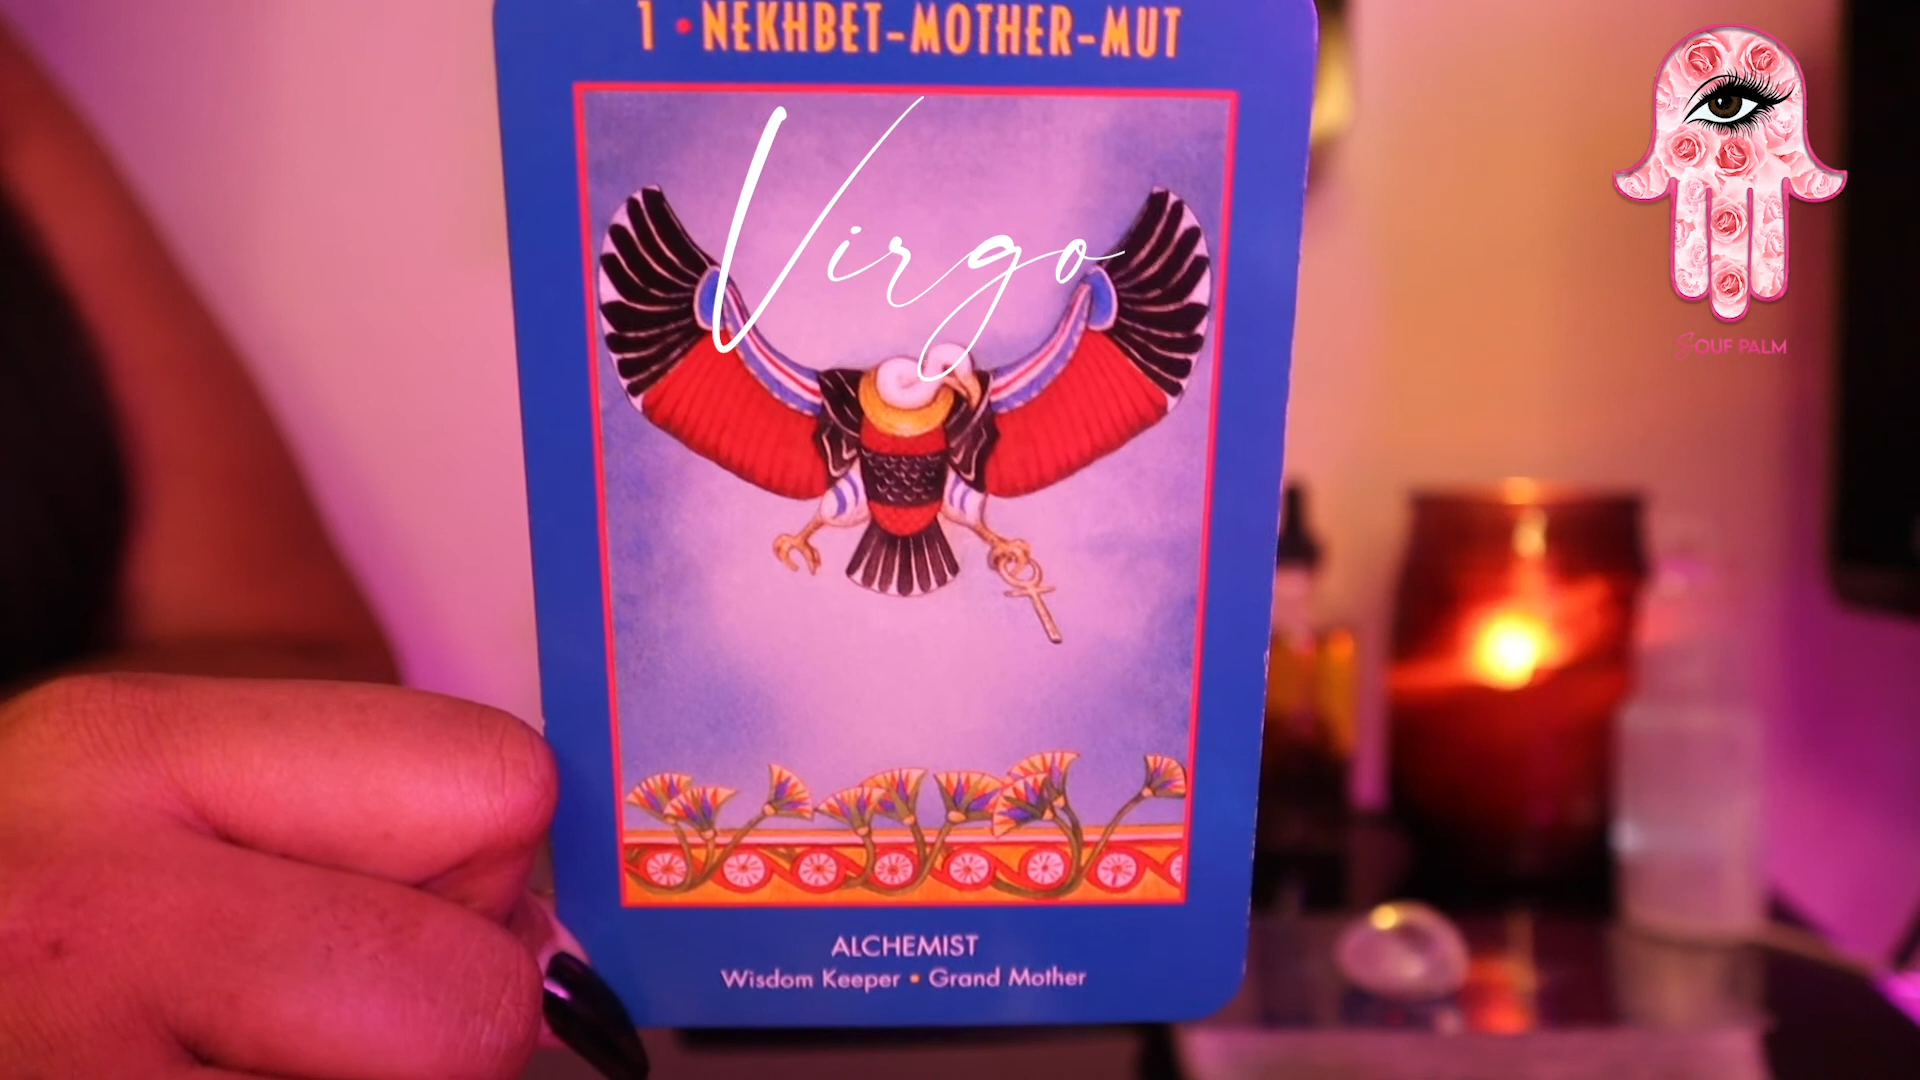 1 • NEKHBET-MOTHER-MUT
Virgo
SOUF PALM
ALCHEMIST
Wisdom Keeper • Grand Mother